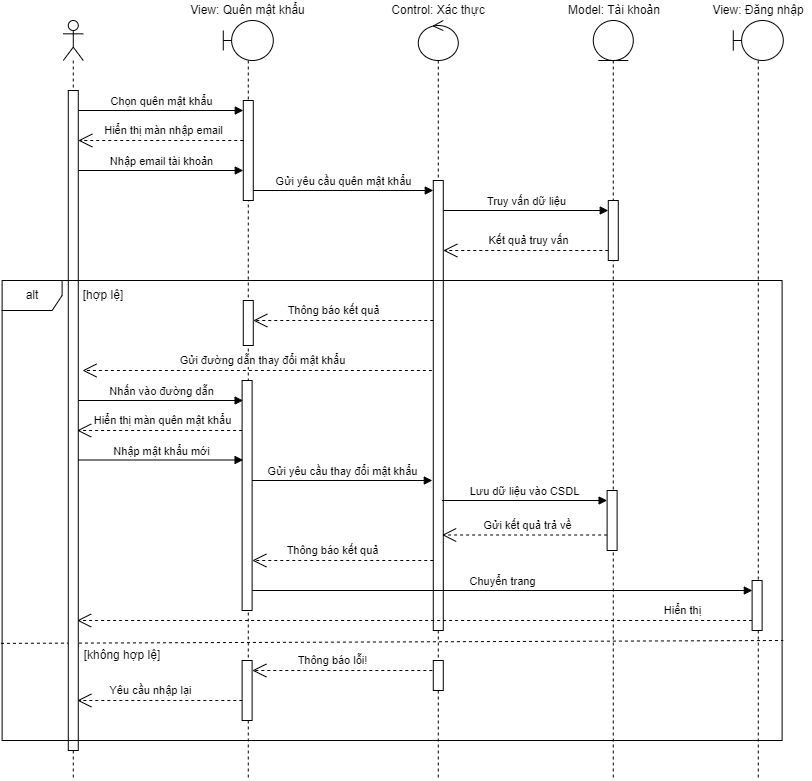 View: Quên mật khẩu
Control: Xác thực
Model: Tài khoản
View: Đăng nhập
Chọn quên mật khẩu
Hiển thị màn nhập email
Nhập email tài khoản
Gửi yêu cầu quên mật khẩu
Truy vấn dữ liệu
Kết quả truy vấn
alt
[hợp lệ]
Thông báo kết quả
Gửi đường dẫn thay đổi mật khẩu
Nhấn vào đường dẫn
Hiển thị màn quên mật khẩu
Nhập mật khẩu mới
Gửi yêu cầu thay đổi mật khẩu
Lưu dữ liệu vào CSDL
Gửi kết quả trả về
Thông báo kết quả
Chuyển trang
Hiển thị
[không hợp lệ]
Thông báo lỗi!
Yêu cầu nhập lại